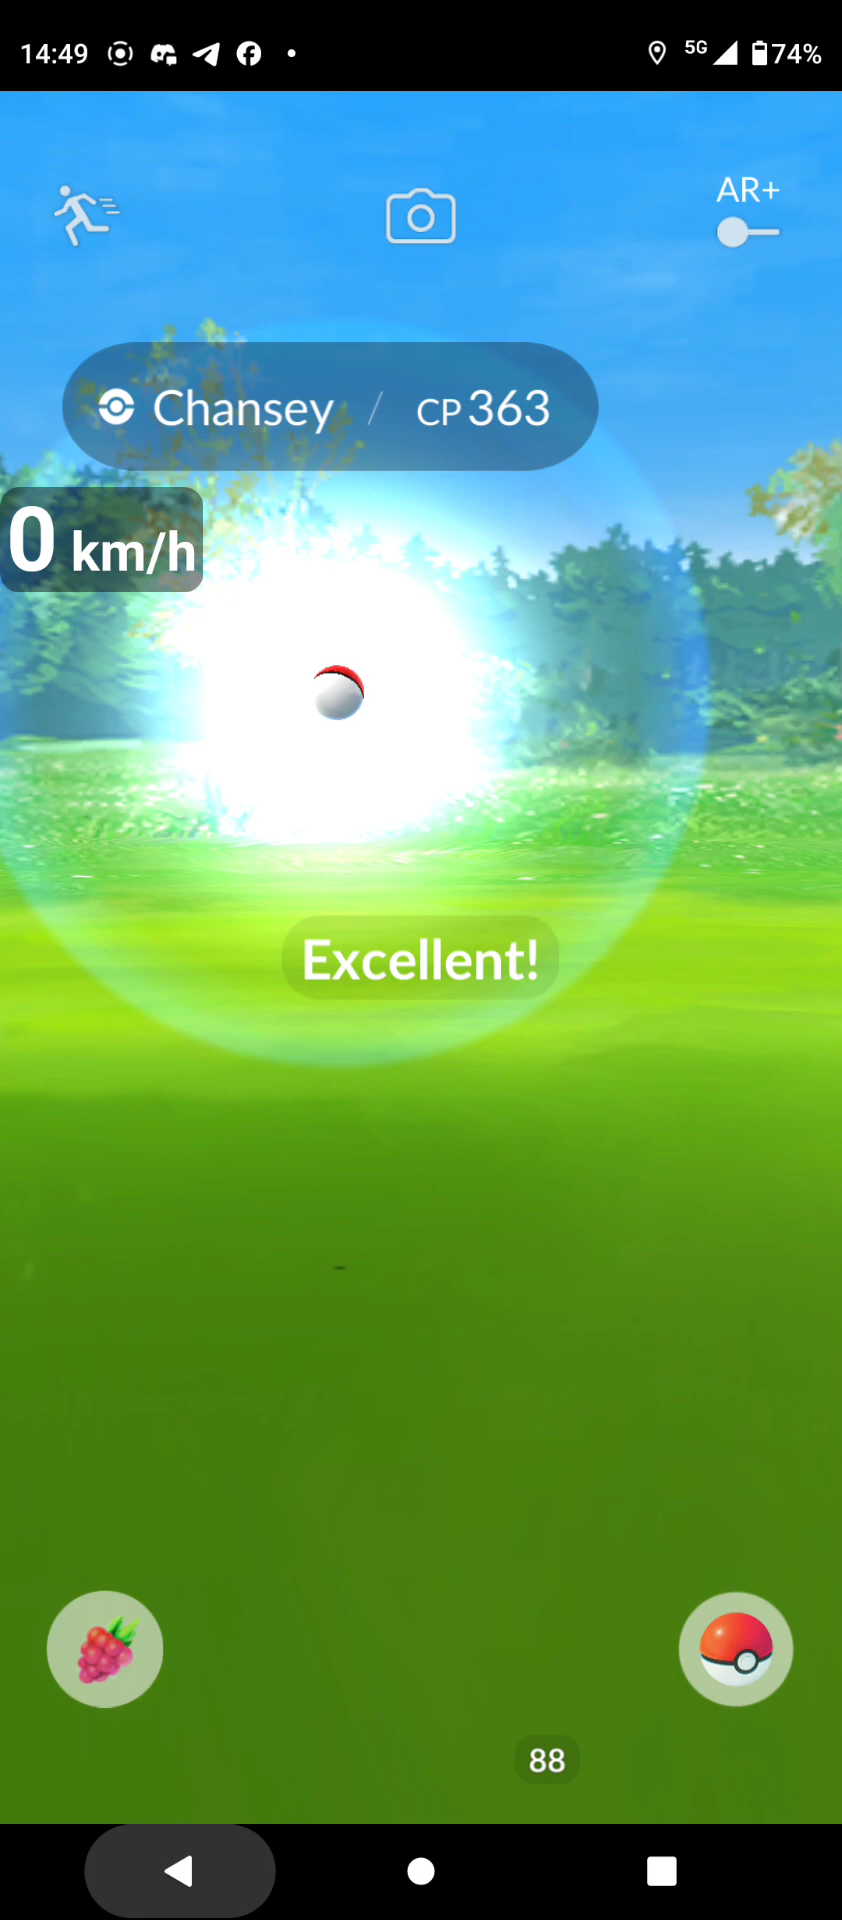 14:49 5G 74%
AR+
Chansey / CP363
0 km/h
Excellent!
88